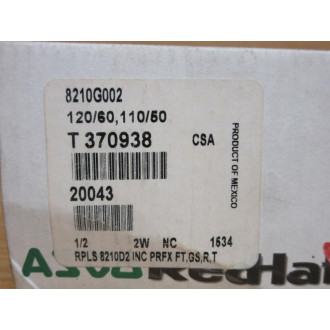 8210G002
120/60,110/50
T 370938 CSA
PRODUCT OF MEXICO
20043
1/2 2W NC 1534
RPLS 8210D2 INC PRFX FT,GS,R,T
RedHat